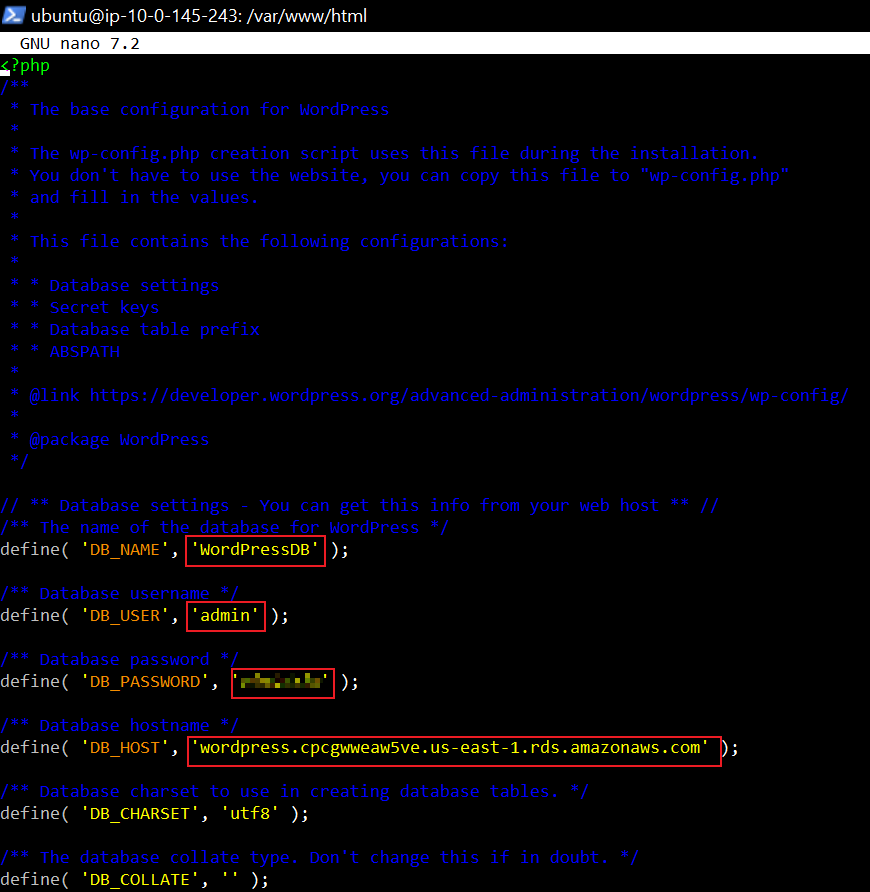 ubuntu@ip-10-0-145-243: /var/www/html
GNU nano 7.2
<?php
/**
 * The base configuration for WordPress
 *
 * The wp-config.php creation script uses this file during the installation.
 * You don't have to use the website, you can copy this file to "wp-config.php"
 * and fill in the values.
 *
 * This file contains the following configurations:
 *
 * * Database settings
 * * Secret keys
 * * Database table prefix
 * * ABSPATH
 *
 * @link https://developer.wordpress.org/advanced-administration/wordpress/wp-config/
 *
 * @package WordPress
 */
// ** Database settings - You can get this info from your web host ** //
/** The name of the database for WordPress */
define( 'DB_NAME', 'WordPressDB' );
/** Database username */
define( 'DB_USER', 'admin' );
/** Database password */
define( 'DB_PASSWORD', '' );
/** Database hostname */
define( 'DB_HOST', 'wordpress.cpcgwweaw5ve.us-east-1.rds.amazonaws.com' );
/** Database charset to use in creating database tables. */
define( 'DB_CHARSET', 'utf8' );
/** The database collate type. Don't change this if in doubt. */
define( 'DB_COLLATE', '' );